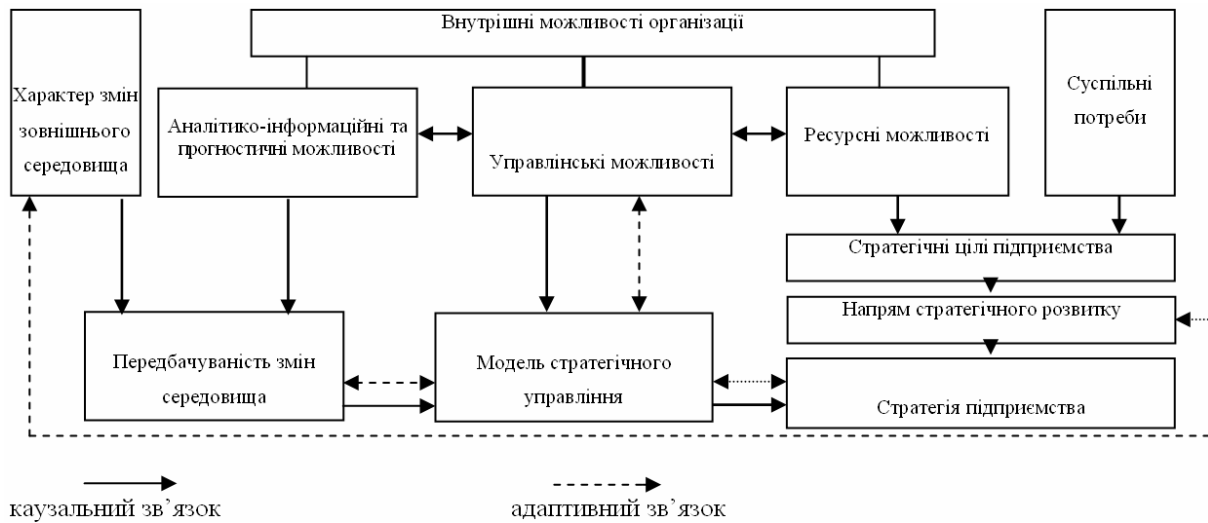 Внутрішні можливості організації
Характер змін
зовнішнього
середовища
Аналітико-інформаційні та
прогностичні можливості
Управлінські можливості
Ресурсні можливості
Суспільні
потреби
Стратегічні цілі підприємства
Напрям стратегічного розвитку
Передбачуваність змін
середовища
Модель стратегічного
управління
Стратегія підприємства
каузальний зв’язок
адаптивний зв’язок